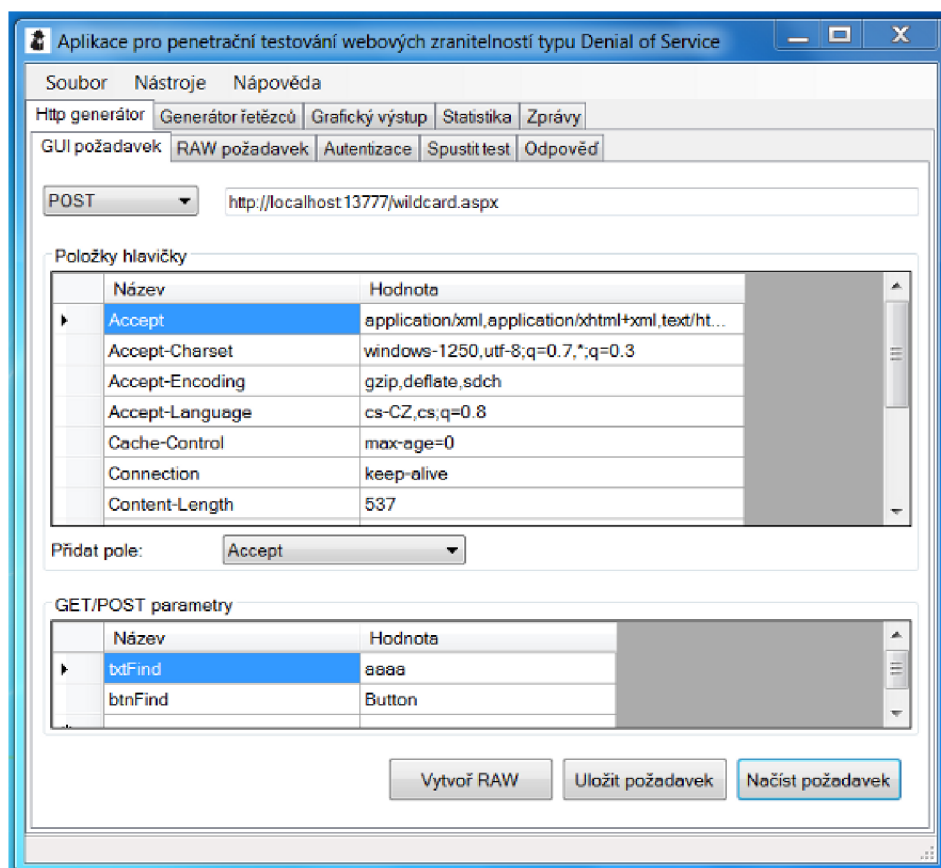 Aplikace pro penetrační testování webových zranitelností typu Denial of Service
Soubor Nástroje Nápověda
Http generátor Generátor řetězců Grafický výstup Statistika Zprávy
GUI požadavek RAW požadavek Autentizace Spustit test Odpověď
POST http://localhost:13777/wildcard.aspx
Položky hlavičky
Název Hodnota
Accept application/xml,application/xhtml+xml,text/ht...
Accept-Charset windows-1250,utf-8;q=0.7,*;q=0.3
Accept-Encoding gzip,deflate,sdch
Accept-Language cs-CZ,cs;q=0.8
Cache-Control max-age=0
Connection keep-alive
Content-Length 537
Přidat pole: Accept
GET/POST parametry
Název Hodnota
txtFind aaaa
btnFind Button
Vytvoř RAW Uložit požadavek Načíst požadavek